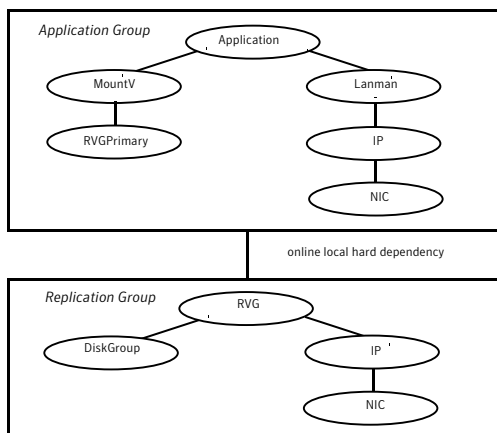 Application Group
Application
MountV
Lanman
RVGPrimary
IP
NIC
online local hard dependency
Replication Group
RVG
DiskGroup
IP
NIC